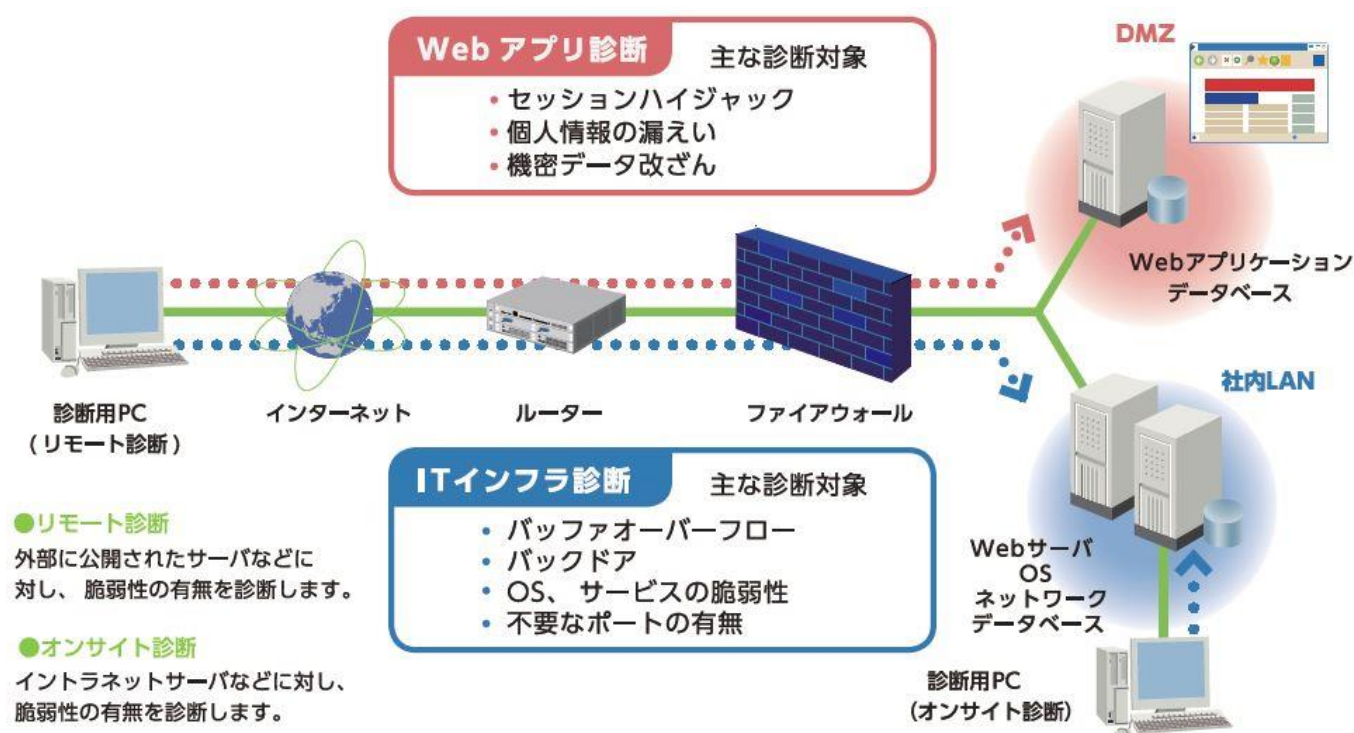 Web アプリ診断
主な診断対象
• セッションハイジャック
• 個人情報の漏えい
• 機密データ改ざん
DMZ
Webアプリケーション
データベース
診断用PC
( リモート診断 )
インターネット
ルーター
ファイアウォール
社内LAN
ITインフラ診断
主な診断対象
• バッファオーバーフロー
• バックドア
• OS、 サービスの脆弱性
• 不要なポートの有無
Webサーバ
OS
ネットワーク
データベース
●リモート診断
外部に公開されたサーバなどに
対し、 脆弱性の有無を診断します。
●オンサイト診断
イントラネットサーバなどに対し、
脆弱性の有無を診断します。
診断用PC
(オンサイト診断)